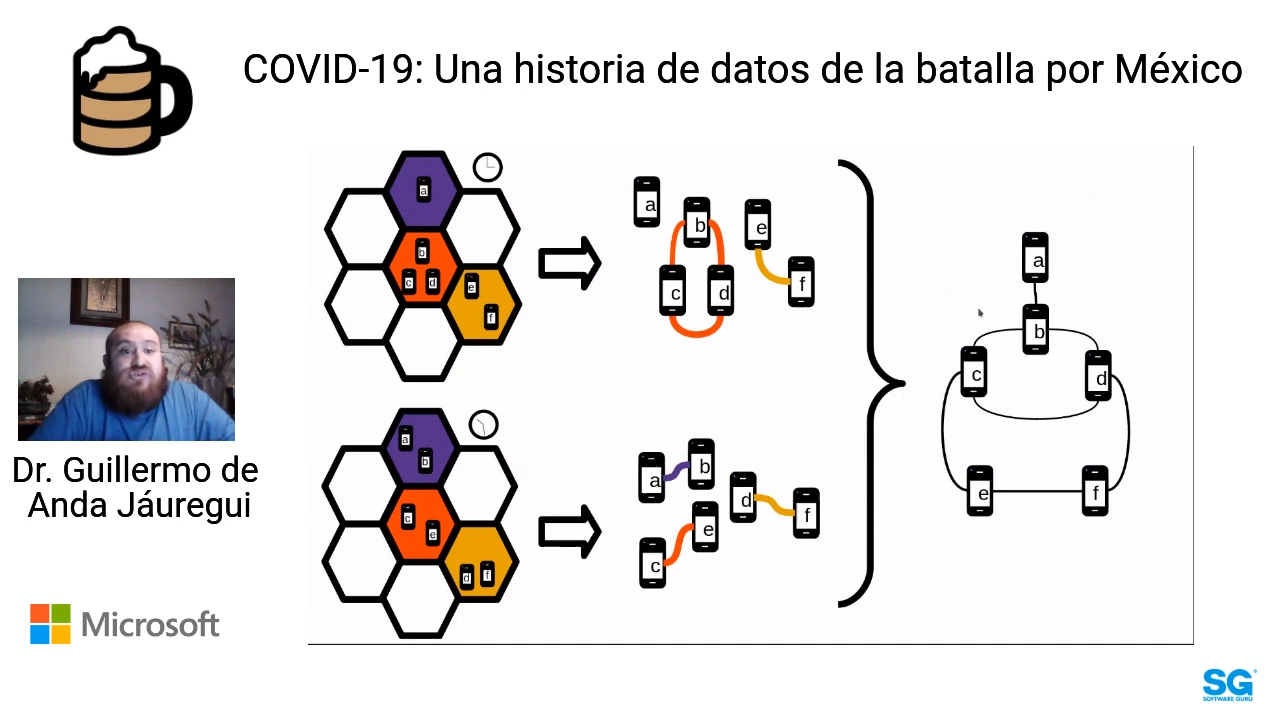 COVID-19: Una historia de datos de la batalla por México
a
b
c d
e
f
a
b
c d
e
f
a
b
c
e
d f
a b
c e
d f
a
b
c
d
e f
Dr. Guillermo de
Anda Jáuregui
Microsoft
SG
SOFTWARE GURU